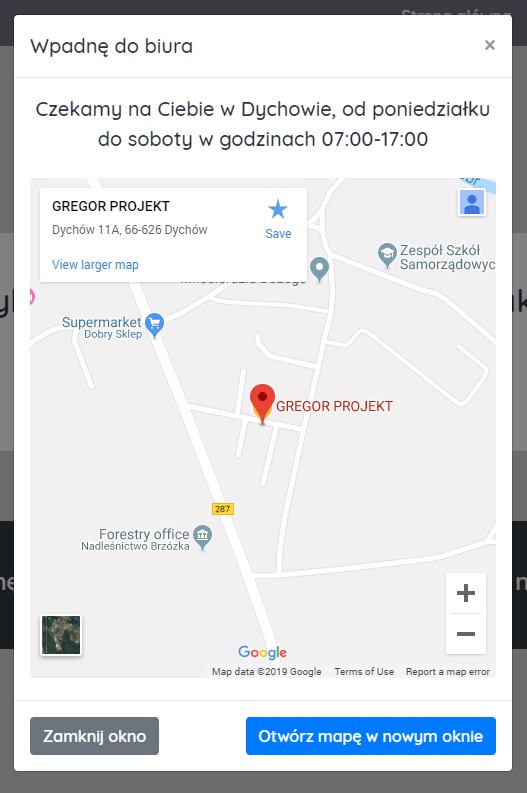 Wpadnę do biura
×
Czekamy na Ciebie w Dychowie, od poniedziałku
do soboty w godzinach 07:00-17:00
GREGOR PROJEKT
Dychów 11A, 66-626 Dychów
Save
View larger map
Zespół Szkół
Samorządowyc
Supermarket
Dobry Sklep
GREGOR PROJEKT
287
Forestry office
Nadleśnictwo Brzózka
+
−
Google
Map data ©2019 Google Terms of Use Report a map error
Zamknij okno
Otwórz mapę w nowym oknie